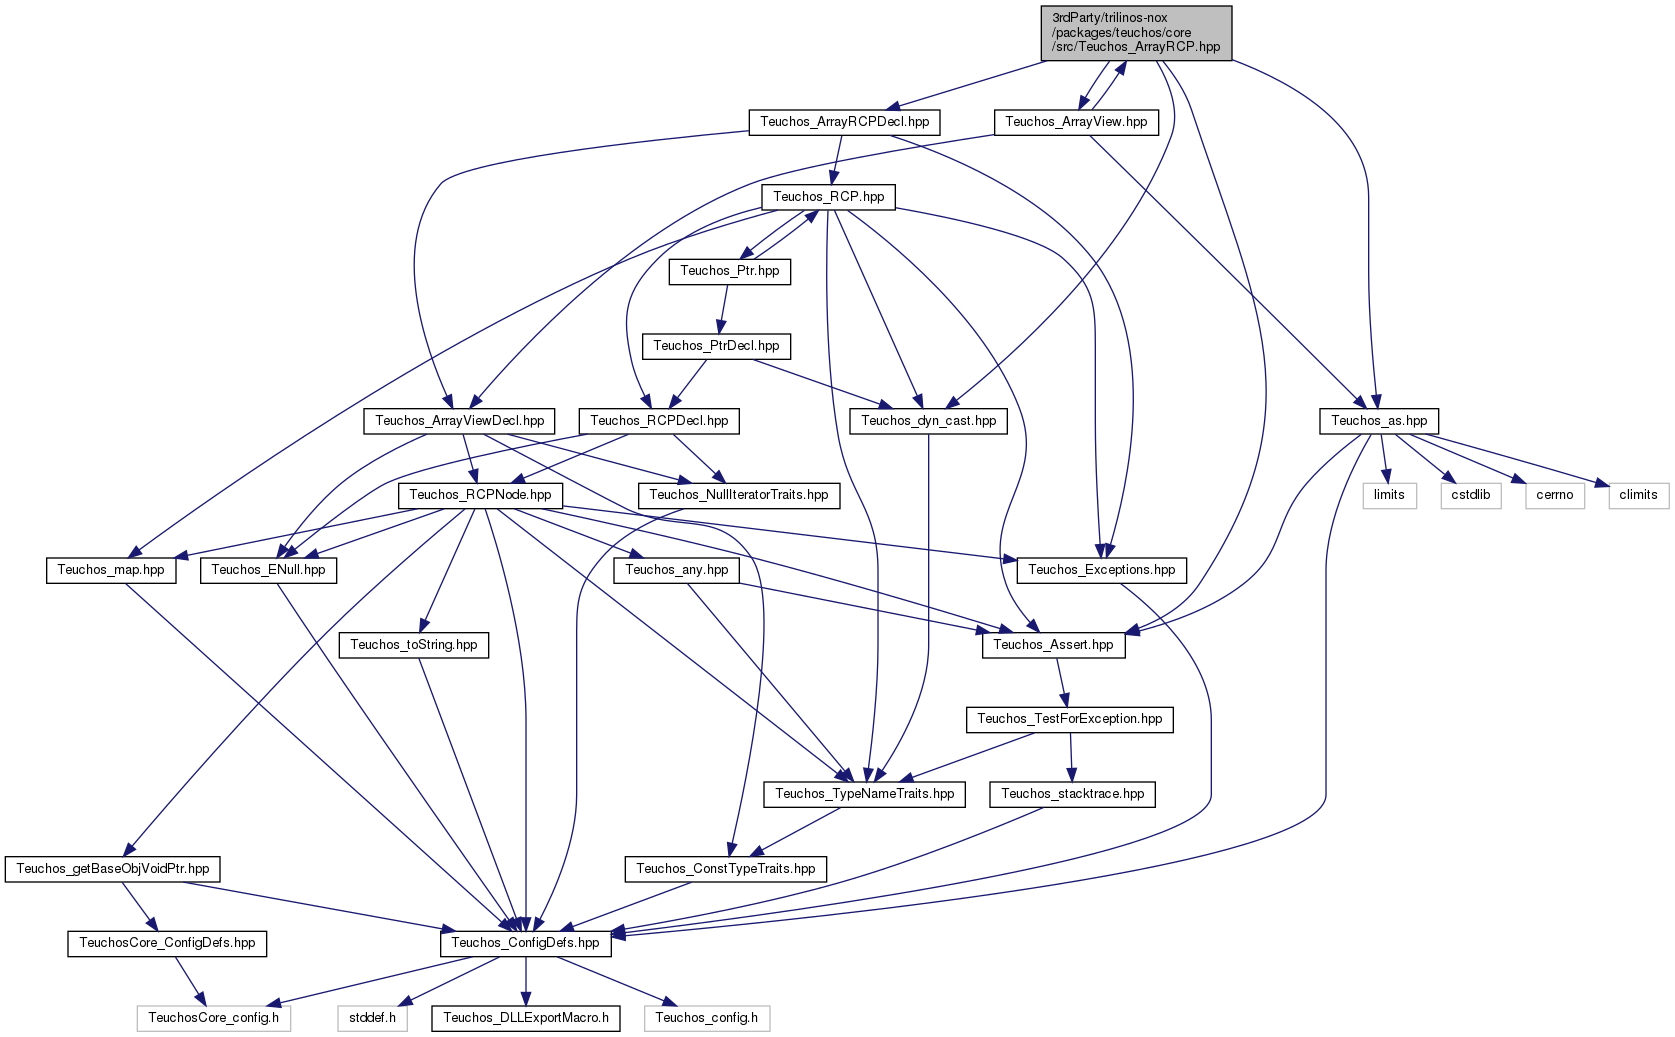 3rdParty/trilinos-nox
/packages/teuchos/core
/src/Teuchos_ArrayRCP.hpp
Teuchos_ArrayRCPDecl.hpp
Teuchos_ArrayView.hpp
Teuchos_RCP.hpp
Teuchos_Ptr.hpp
Teuchos_PtrDecl.hpp
Teuchos_ArrayViewDecl.hpp
Teuchos_RCPDecl.hpp
Teuchos_dyn_cast.hpp
Teuchos_as.hpp
Teuchos_RCPNode.hpp
Teuchos_NullIteratorTraits.hpp
limits
cstdlib
cerrno
climits
Teuchos_map.hpp
Teuchos_ENull.hpp
Teuchos_any.hpp
Teuchos_Exceptions.hpp
Teuchos_toString.hpp
Teuchos_Assert.hpp
Teuchos_TestForException.hpp
Teuchos_TypeNameTraits.hpp
Teuchos_stacktrace.hpp
Teuchos_getBaseObjVoidPtr.hpp
Teuchos_ConstTypeTraits.hpp
TeuchosCore_ConfigDefs.hpp
Teuchos_ConfigDefs.hpp
TeuchosCore_config.h
stddef.h
Teuchos_DLLExportMacro.h
Teuchos_config.h